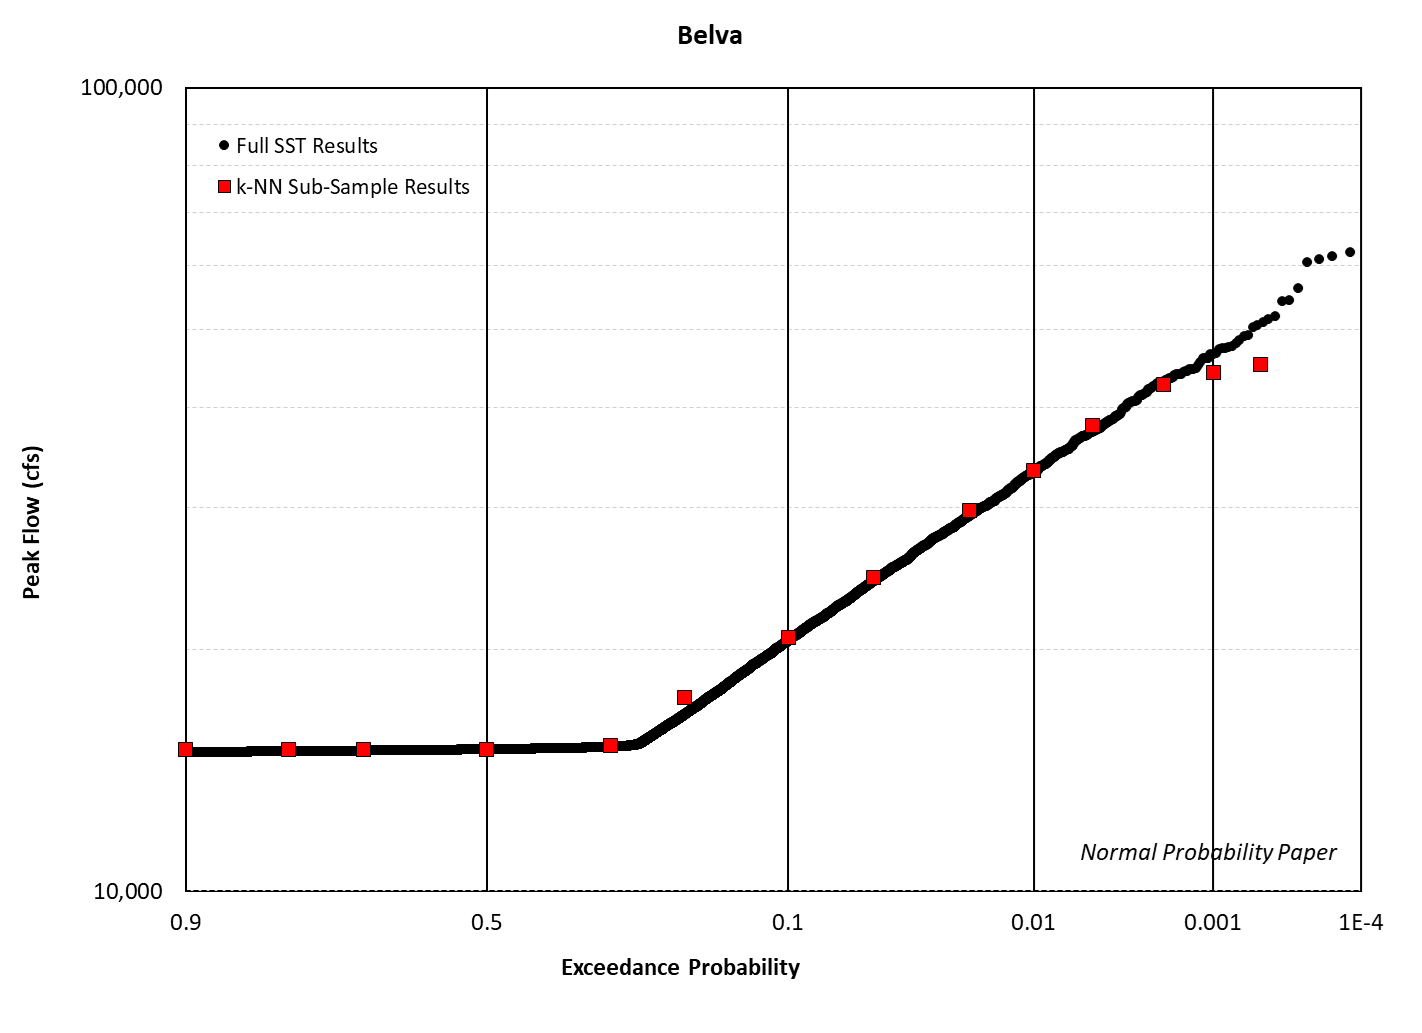 Belva
100,000
Full SST Results
k-NN Sub-Sample Results
Peak Flow (cfs)
Normal Probability Paper
10,000
0.9 0.5 0.1 0.01 0.001 1E-4
Exceedance Probability